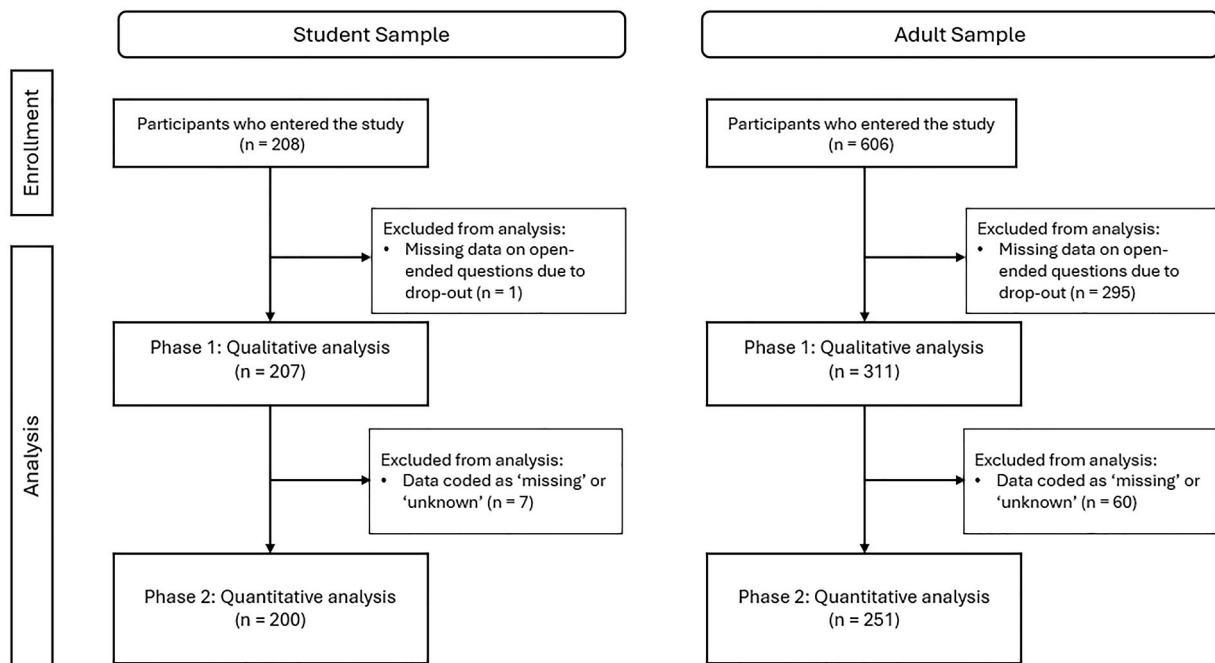 Student Sample
Adult Sample
Enrollment
Participants who entered the study
(n = 208)
Participants who entered the study
(n = 606)
Excluded from analysis:
• Missing data on open-
ended questions due to
drop-out (n = 1)
Excluded from analysis:
• Missing data on open-
ended questions due to
drop-out (n = 295)
Analysis
Phase 1: Qualitative analysis
(n = 207)
Phase 1: Qualitative analysis
(n = 311)
Excluded from analysis:
• Data coded as ‘missing’ or
‘unknown’ (n = 7)
Excluded from analysis:
• Data coded as ‘missing’ or
‘unknown’ (n = 60)
Phase 2: Quantitative analysis
(n = 200)
Phase 2: Quantitative analysis
(n = 251)